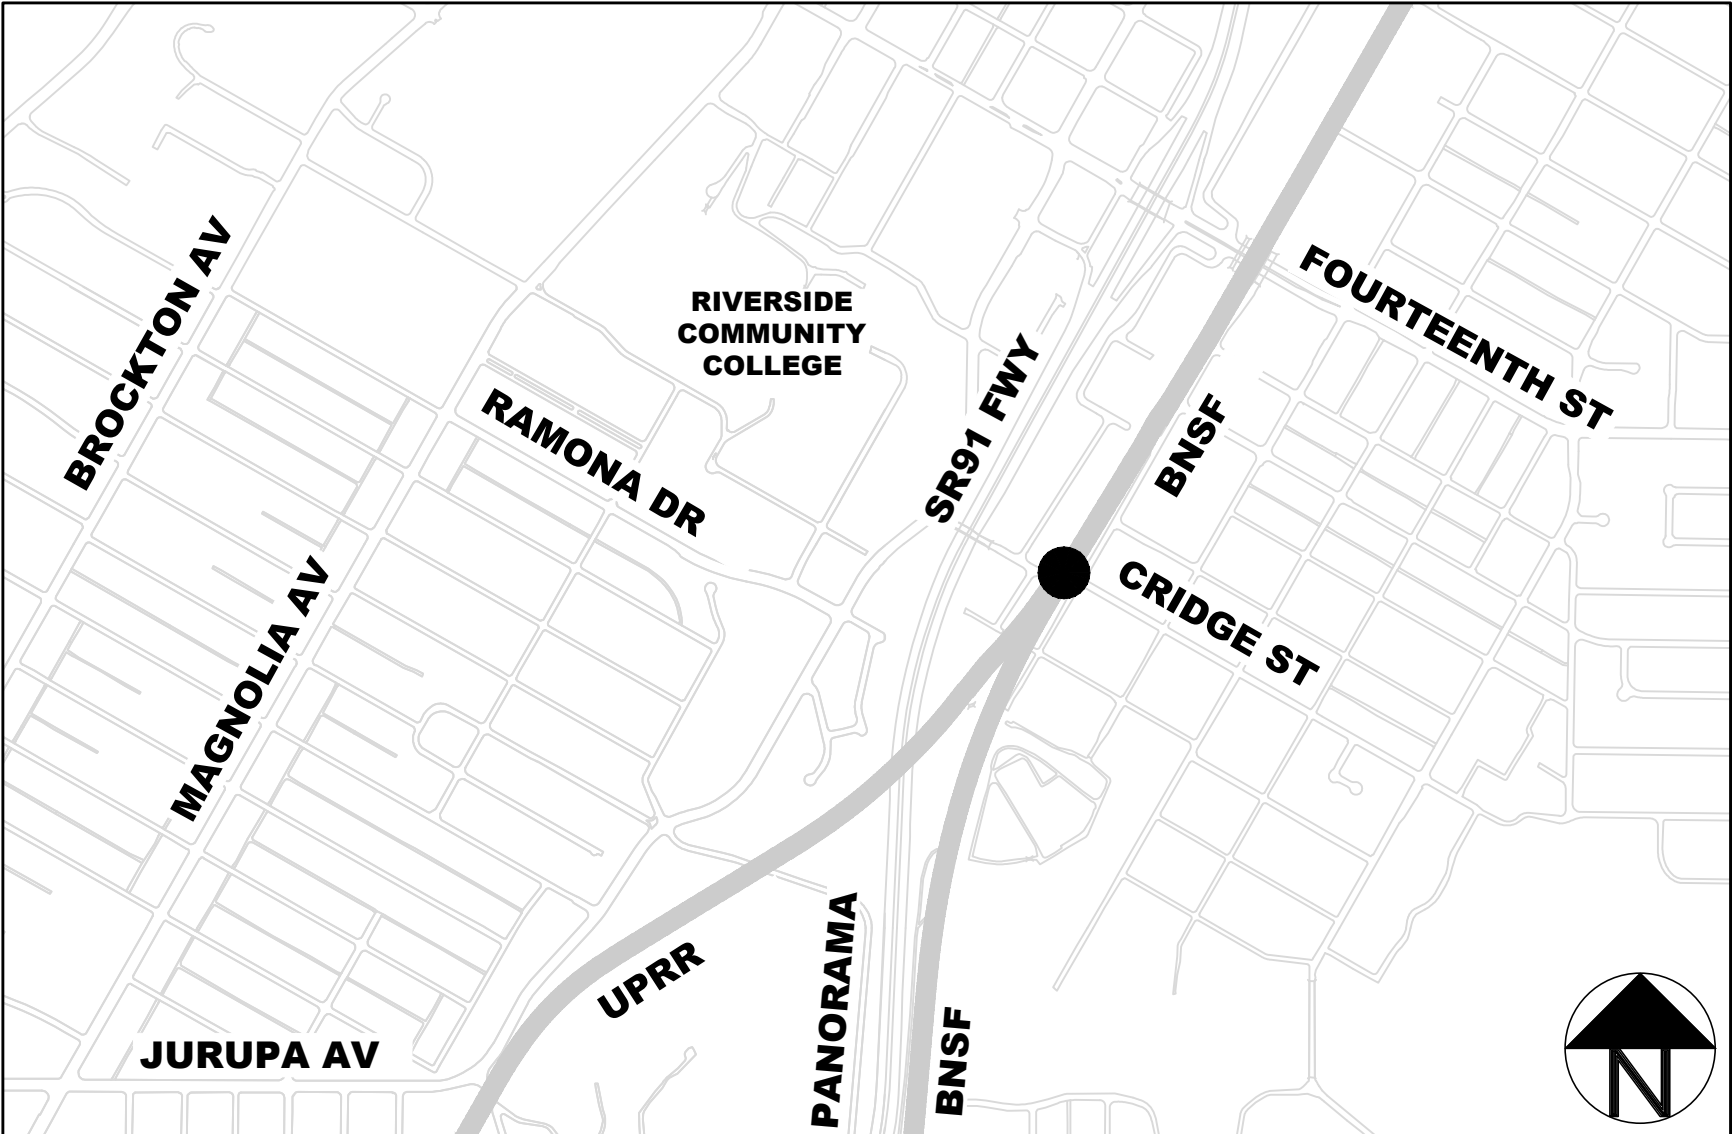 BROCKTON AV
RIVERSIDE
COMMUNITY
COLLEGE
FOURTEENTH ST
SR91 FWY
BNSF
RAMONA DR
CRIDGE ST
MAGNOLIA AV
UPRR
PANORAMA
BNSF
JURUPA AV
N